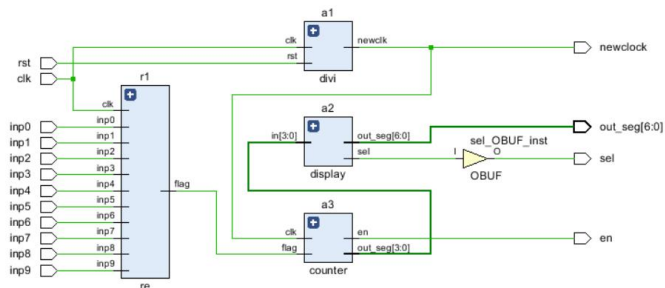 a1
clk
newclk
newclock
rst
divi
rst
clk
r1
clk
inp0
inp0
inp1
inp1
inp2
inp2
inp3
inp3
inp4
inp4
inp5
inp5
inp6
inp6
inp7
inp7
inp8
inp8
inp9
inp9
flag
re
a2
in[3:0]
out_seg[6:0]
out_seg[6:0]
sel
display
sel_OBUF_inst
I
O
sel
OBUF
a3
clk
en
en
flag
out_seg[3:0]
counter